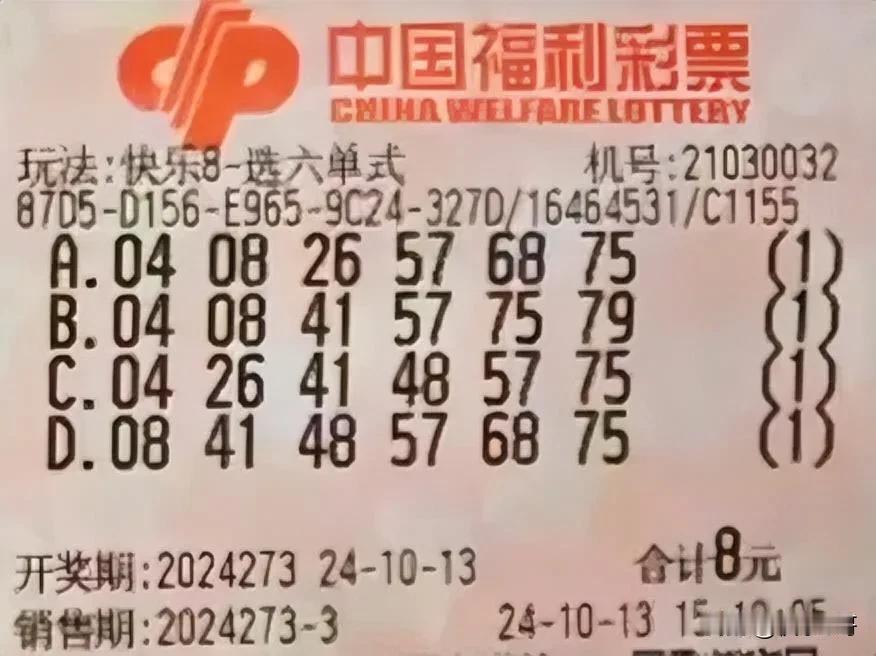 中国福利彩票
CHINA WELFARE LOTTERY
玩法:快乐8-选六单式 机号:21030032
87D5-D156-E965-9C24-327D/16464531/C1155
A.04 08 26 57 68 75 (1)
B.04 08 41 57 75 79 (1)
C.04 26 41 48 57 75 (1)
D.08 41 48 57 68 75 (1)
开奖期:2024273 24-10-13 合计8元
销售期:2024273-3 24-10-13